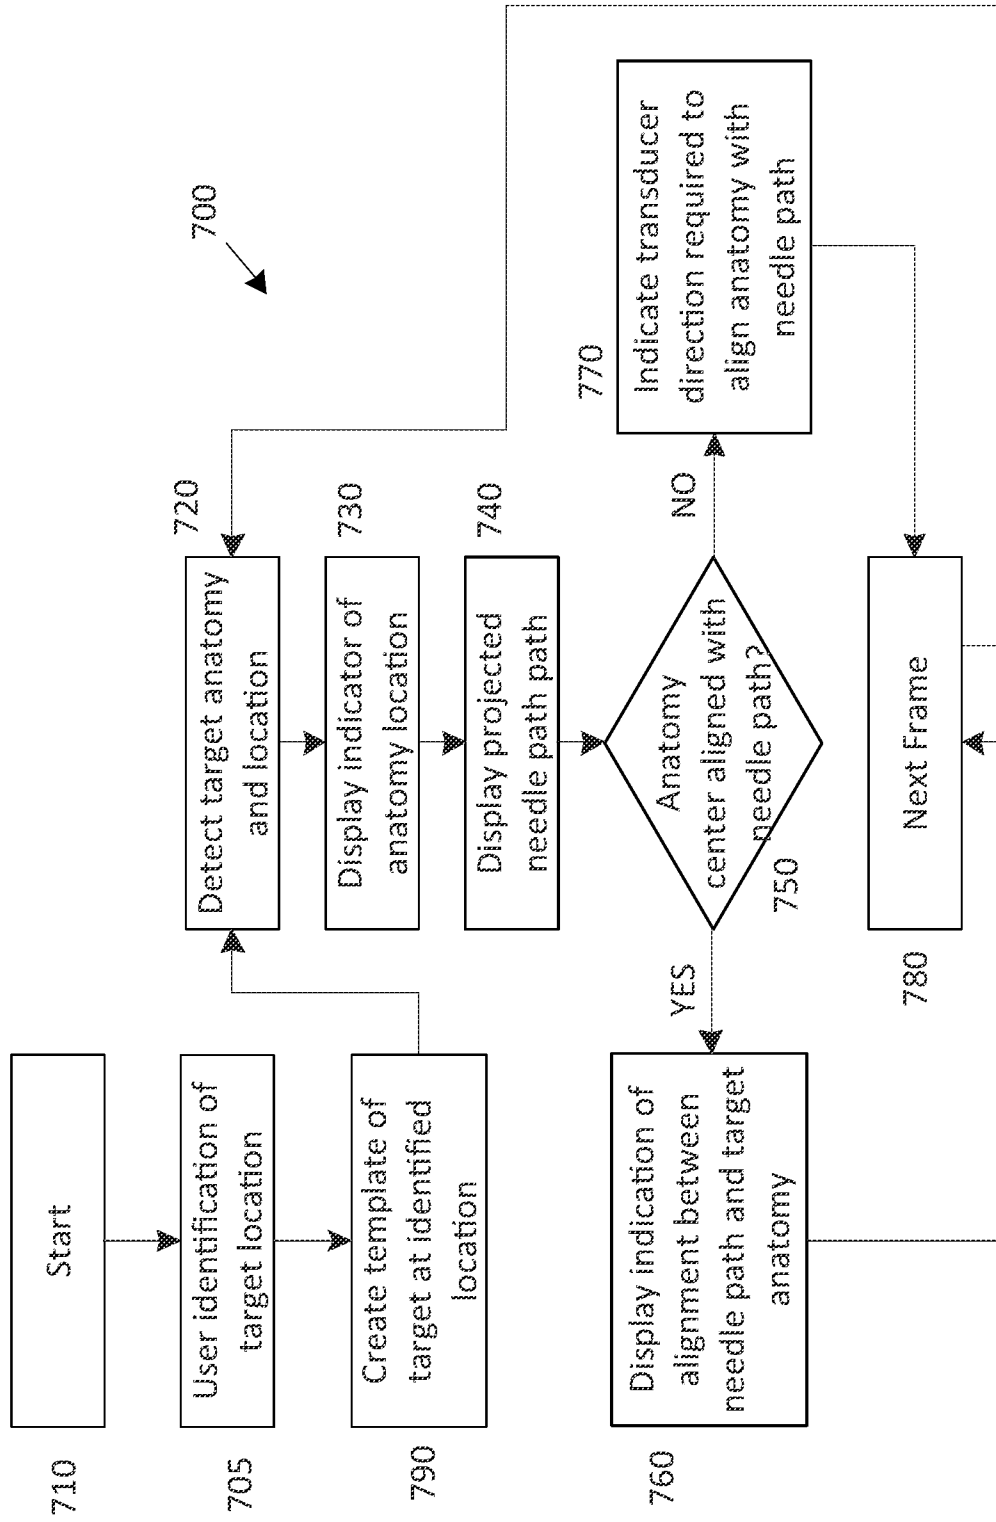 700
710
Start
705
User identification of
target location
790
Create template of
target at identified
location
720
Detect target anatomy
and location
730
Display indicator of
anatomy location
740
Display projected
needle path path
Anatomy
center aligned with
needle path?
750
YES
NO
760
Display indication of
alignment between
needle path and target
anatomy
770
Indicate transducer
direction required to
align anatomy with
needle path
780
Next Frame